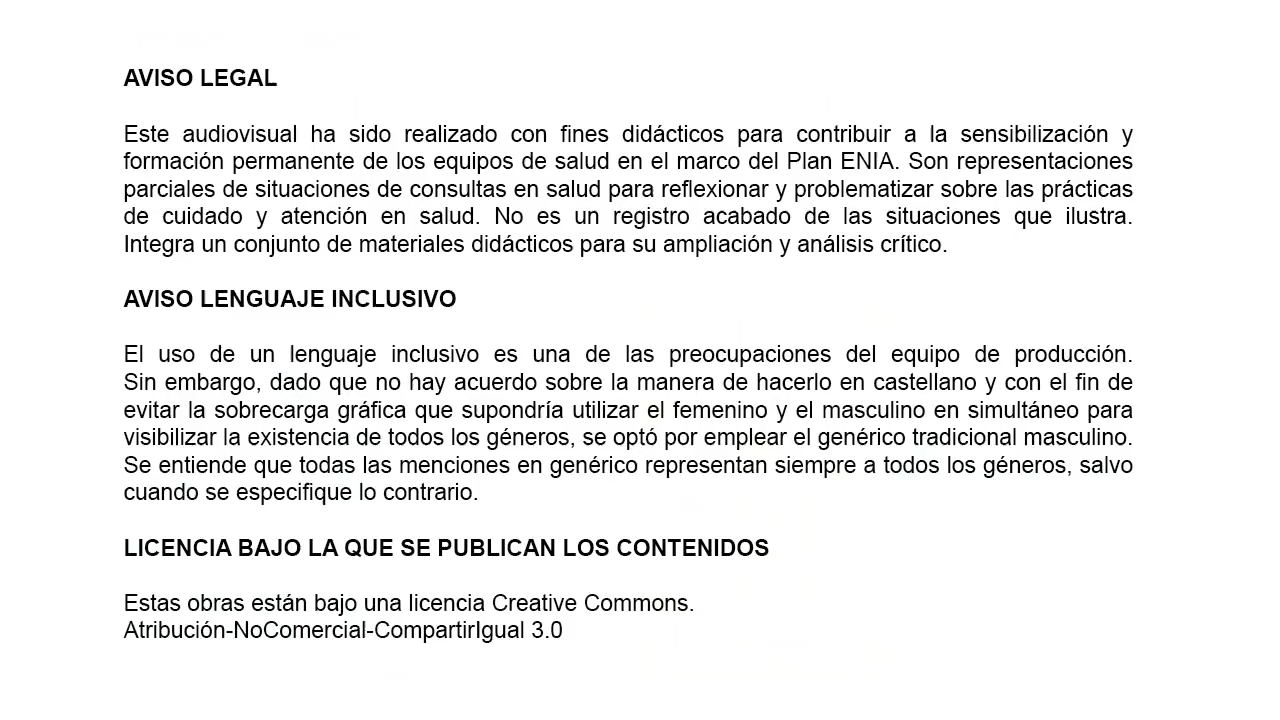 AVISO LEGAL
Este audiovisual ha sido realizado con fines didácticos para contribuir a la sensibilización y
formación permanente de los equipos de salud en el marco del Plan ENIA. Son representaciones
parciales de situaciones de consultas en salud para reflexionar y problematizar sobre las prácticas
de cuidado y atención en salud. No es un registro acabado de las situaciones que ilustra.
Integra un conjunto de materiales didácticos para su ampliación y análisis crítico.
AVISO LENGUAJE INCLUSIVO
El uso de un lenguaje inclusivo es una de las preocupaciones del equipo de producción.
Sin embargo, dado que no hay acuerdo sobre la manera de hacerlo en castellano y con el fin de
evitar la sobrecarga gráfica que supondría utilizar el femenino y el masculino en simultáneo para
visibilizar la existencia de todos los géneros, se optó por emplear el genérico tradicional masculino.
Se entiende que todas las menciones en genérico representan siempre a todos los géneros, salvo
cuando se especifique lo contrario.
LICENCIA BAJO LA QUE SE PUBLICAN LOS CONTENIDOS
Estas obras están bajo una licencia Creative Commons.
Atribución-NoComercial-CompartirIgual 3.0